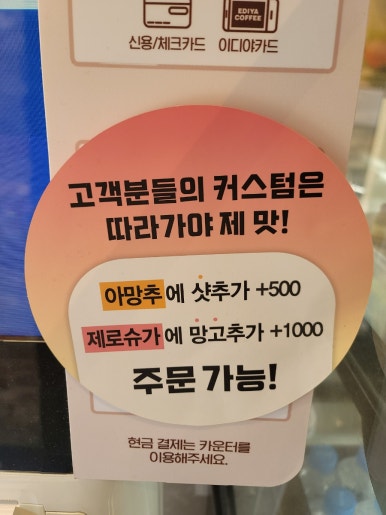 EDIYA
COFFEE
신용/체크카드 이디야카드
고객분들의 커스텀은
따라가야 제 맛!
아망추에 샷추가 +500
제로슈가에 망고추가 +1000
주문 가능!
현금 결제는 카운터를
이용해주세요.